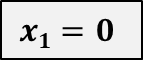 x₁ = 0